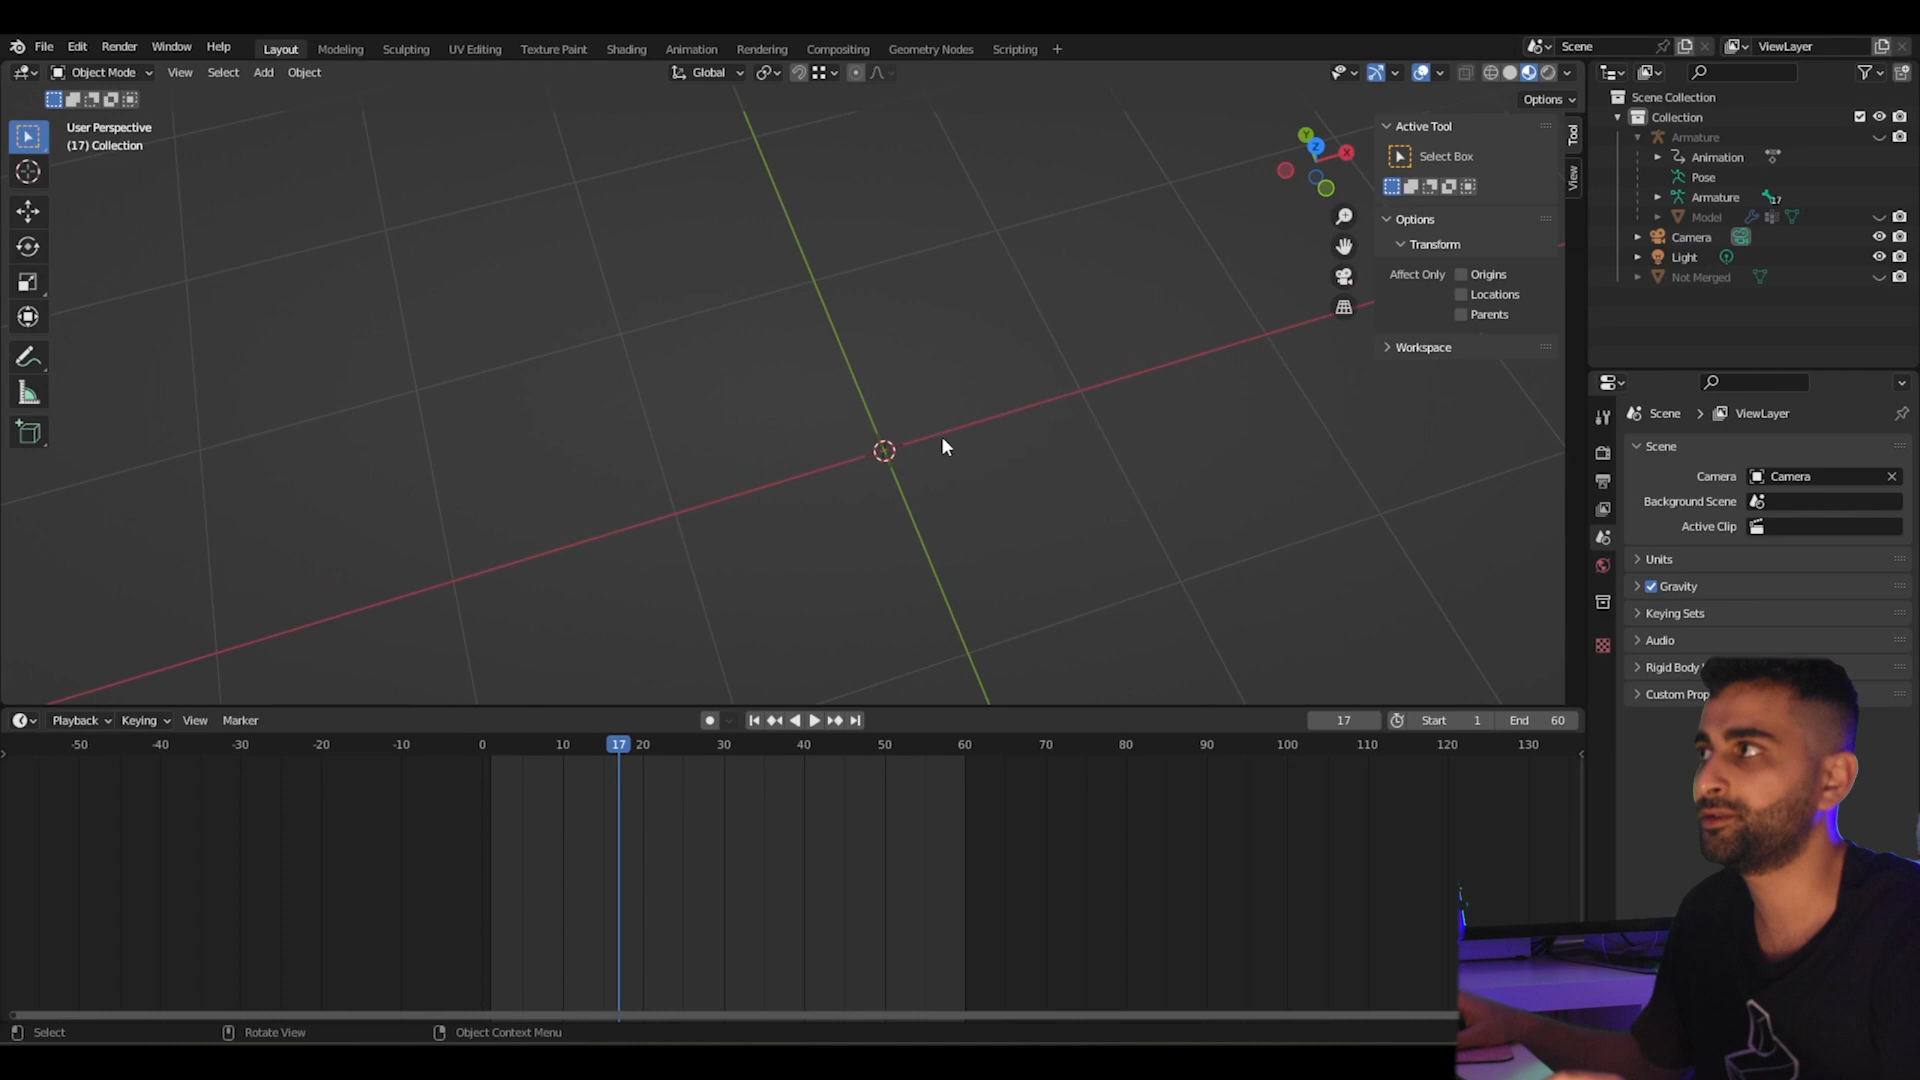 File Edit Render Window Help Layout Modeling Sculpting UV Editing Texture Paint Shading Animation Rendering Compositing Geometry Nodes Scripting + Scene ViewLayer
Object Mode View Select Add Object Global
Options
User Perspective
(17) Collection
Y
Z
X
Active Tool
Select Box
Options
Transform
Affect Only Origins
Locations
Parents
Workspace
Tool
View
Scene Collection
Collection
Armature
Animation
Pose
Armature 17
Model
Camera
Light
Not Merged
Scene ViewLayer
Scene
Camera Camera
Background Scene
Active Clip
Units
Gravity
Keying Sets
Audio
Rigid Body
Custom Prop
Playback Keying View Marker 17 Start 1 End 60
-50 -40 -30 -20 -10 0 10 17 20 30 40 50 60 70 80 90 100 110 120 130
Select Rotate View Object Context Menu